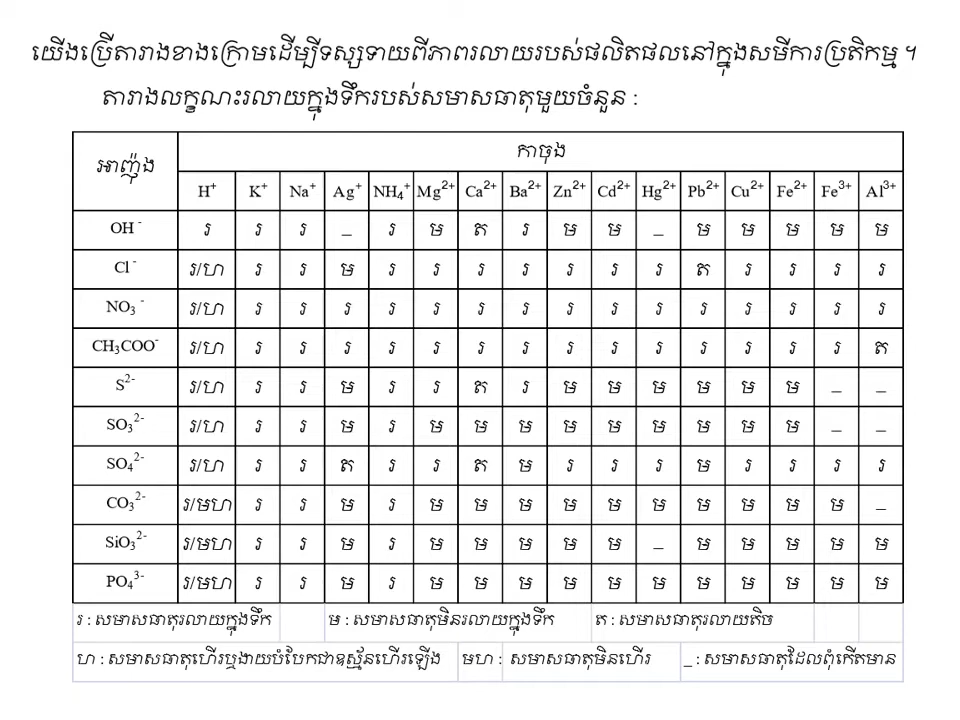 យើងប្រើតារាងខាងក្រោមដើម្បីទស្សទាយពីភាពរលាយរបស់ផលិតផលនៅក្នុងសមីការប្រតិកម្ម ។
តារាងលក្ខណះរលាយក្នុងទឹករបស់សមាសធាតុមួយចំនួន :
អាញ៉ុង កាចុង
H⁺ K⁺ Na⁺ Ag⁺ NH₄⁺ Mg²⁺ Ca²⁺ Ba²⁺ Zn²⁺ Cd²⁺ Hg²⁺ Pb²⁺ Cu²⁺ Fe²⁺ Fe³⁺ Al³⁺
OH⁻ រ រ រ _ រ ម ត រ ម ម _ ម ម ម ម ម
Cl⁻ រ/ហ រ រ ម រ រ រ រ រ រ រ ត រ រ រ រ
NO₃⁻ រ/ហ រ រ រ រ រ រ រ រ រ រ រ រ រ រ រ
CH₃COO⁻ រ/ហ រ រ រ រ រ រ រ រ រ រ រ រ រ រ ត
S²⁻ រ/ហ រ រ ម រ រ ត រ ម ម ម ម ម ម _ _
SO₃²⁻ រ/ហ រ រ ម រ ម ម ម ម ម ម ម ម ម _ _
SO₄²⁻ រ/ហ រ រ ត រ រ ត ម រ រ រ ម រ រ រ រ
CO₃²⁻ រ/មហ រ រ ម រ ម ម ម ម ម ម ម ម ម ម _
SiO₃²⁻ រ/មហ រ រ ម រ ម ម ម ម ម _ ម ម ម ម ម
PO₄³⁻ រ/មហ រ រ ម រ ម ម ម ម ម ម ម ម ម ម ម
រ : សមាសធាតុរលាយក្នុងទឹក ម : សមាសធាតុមិនរលាយក្នុងទឹក ត : សមាសធាតុរលាយតិច
ហ : សមាសធាតុហើរឬងាយបំបែកជាឧស្ម័នហើរឡើង មហ : សមាសធាតុមិនហើរ _ : សមាសធាតុដែលពុំកើតមាន